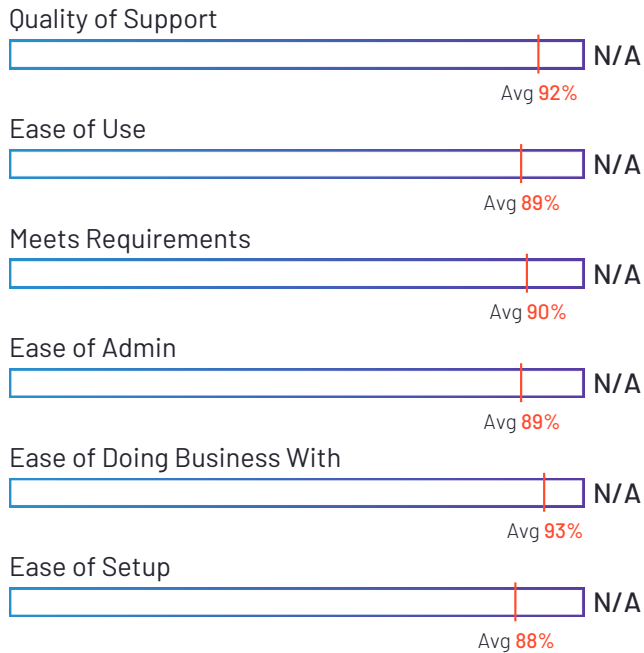 Quality of Support
N/A
Avg 92%
Ease of Use
N/A
Avg 89%
Meets Requirements
N/A
Avg 90%
Ease of Admin
N/A
Avg 89%
Ease of Doing Business With
N/A
Avg 93%
Ease of Setup
N/A
Avg 88%